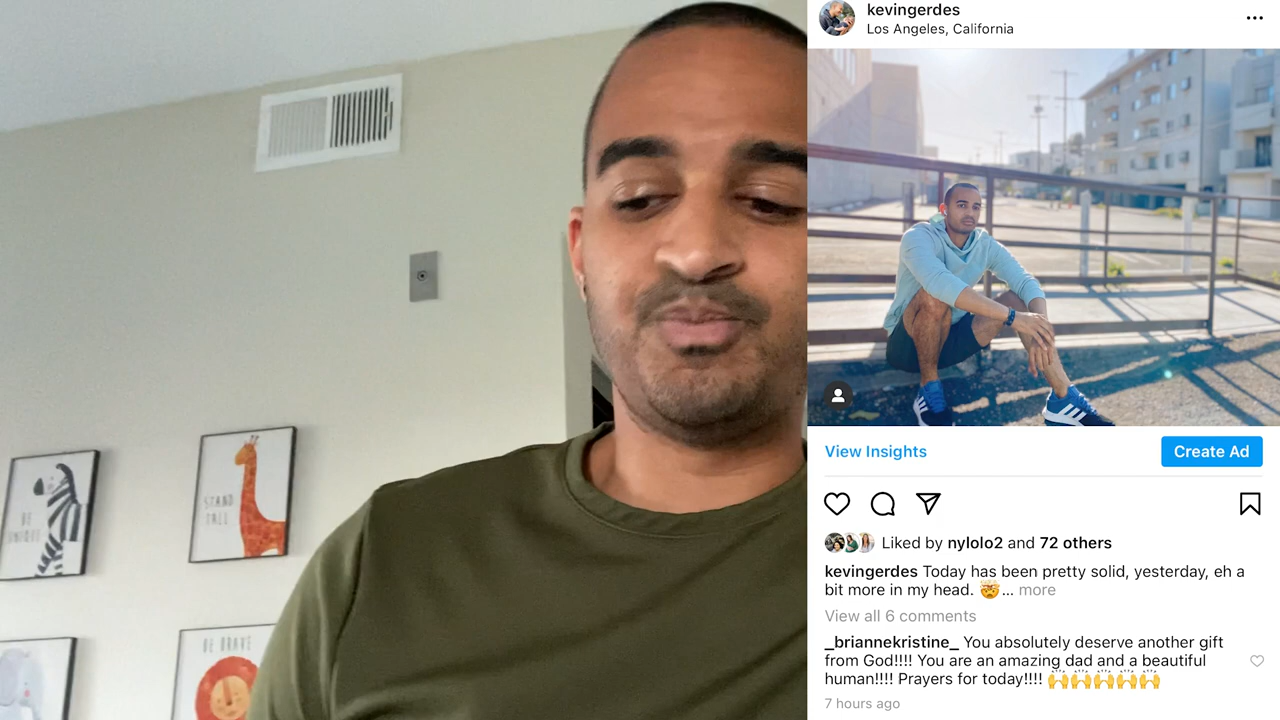 BE
UNIQUE
STAND
TALL
BE BRAVE
kevingerdes
Los Angeles, California
View Insights
Create Ad
Liked by nylolo2 and 72 others
kevingerdes Today has been pretty solid, yesterday, eh a
bit more in my head. 🤯... more
View all 6 comments
_briannekristine_ You absolutely deserve another gift
from God!!!! You are an amazing dad and a beautiful
human!!!! Prayers for today!!!! 🙌🙌🙌🙌🙌
7 hours ago